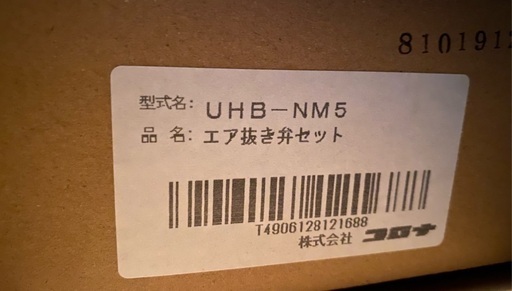 810191
型式名: UHB-NM5
品 名: エア抜き弁セット
T4906128121688
株式会社 コロナ